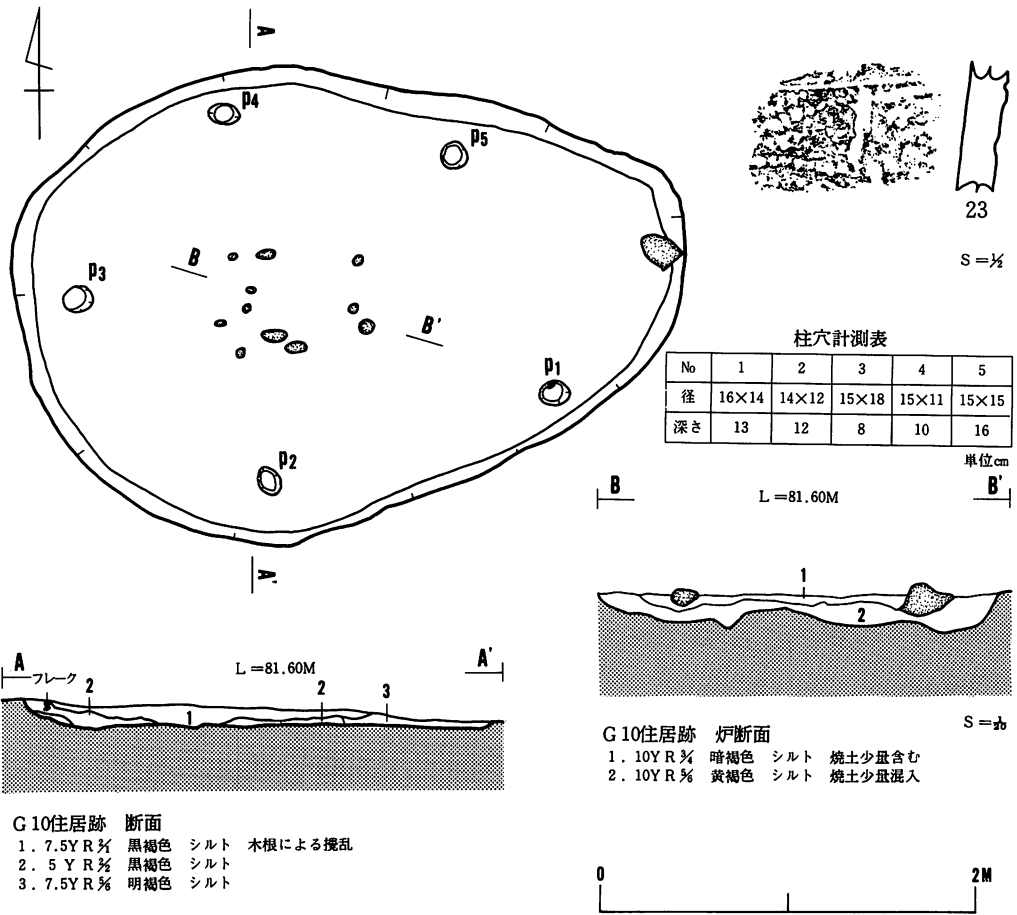 A
p4
p5
p3
B
B'
p1
p2
A'
23
S=½
柱穴計測表
No 1 2 3 4 5
径 16×14 14×12 15×18 15×11 15×15
深さ 13 12 8 10 16
単位cm
B L=81.60M B'
1
2
A L=81.60M A'
フレーク 2 2 3
1
S=1/20
G10住居跡 炉断面
1. 10YR3/4 暗褐色 シルト 焼土少量含む
2. 10YR5/6 黄褐色 シルト 焼土少量混入
G10住居跡 断面
1. 7.5YR2/1 黒褐色 シルト 木根による攪乱
2. 5YR2/2 黒褐色 シルト
3. 7.5YR5/6 明褐色 シルト
0 2M